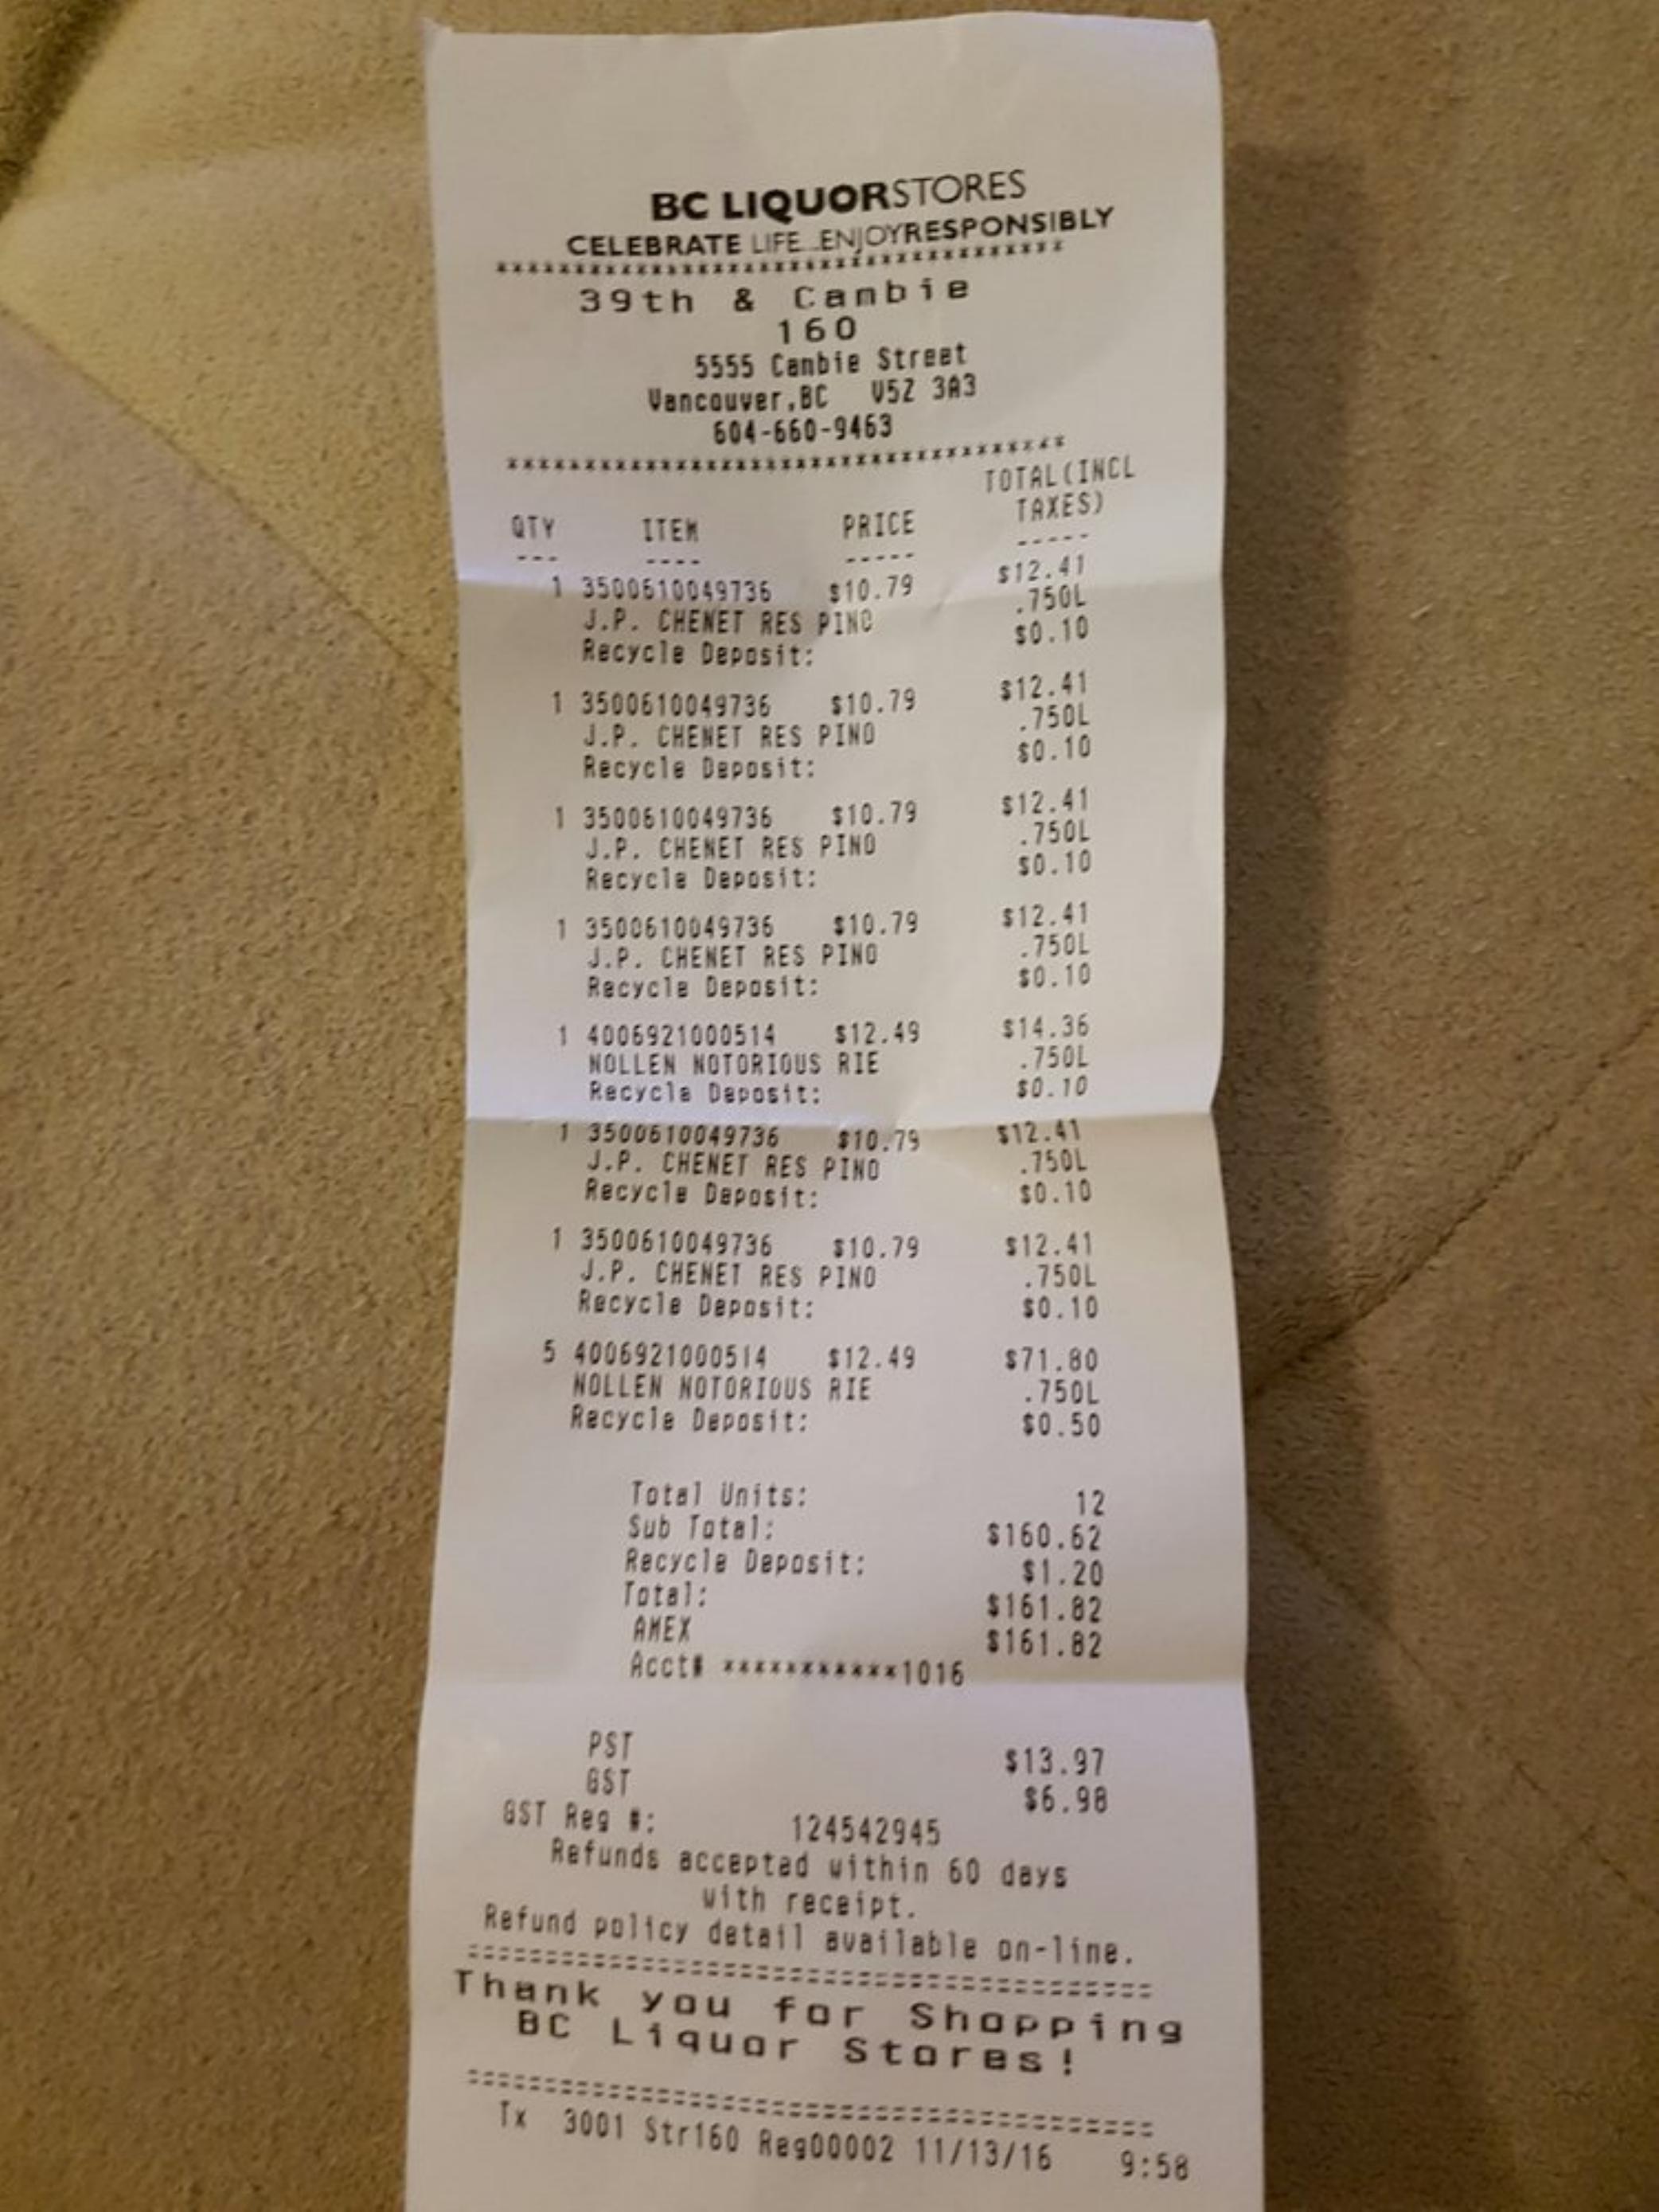 BC LIQUORSTORES
CELEBRATE LIFE...ENJOYRESPONSIBLY
*************************************
39th & Cambie
160
5555 Cambie Street
Vancouver,BC V5Z 3A3
604-660-9463
*************************************
TOTAL(INCL
QTY ITEM PRICE TAXES)
--- ---- ----- -----
1 3500610049736 $10.79 $12.41
J.P. CHENET RES PINO .750L
Recycle Deposit: $0.10
1 3500610049736 $10.79 $12.41
J.P. CHENET RES PINO .750L
Recycle Deposit: $0.10
1 3500610049736 $10.79 $12.41
J.P. CHENET RES PINO .750L
Recycle Deposit: $0.10
1 3500610049736 $10.79 $12.41
J.P. CHENET RES PINO .750L
Recycle Deposit: $0.10
1 4006921000514 $12.49 $14.36
NOLLEN NOTORIOUS RIE .750L
Recycle Deposit: $0.10
1 3500610049736 $10.79 $12.41
J.P. CHENET RES PINO .750L
Recycle Deposit: $0.10
1 3500610049736 $10.79 $12.41
J.P. CHENET RES PINO .750L
Recycle Deposit: $0.10
5 4006921000514 $12.49 $71.80
NOLLEN NOTORIOUS RIE .750L
Recycle Deposit: $0.50
Total Units: 12
Sub Total: $160.62
Recycle Deposit: $1.20
Total: $161.82
AMEX $161.82
Acct# ***********1016
PST $13.97
GST $6.98
GST Reg #: 124542945
Refunds accepted within 60 days
with receipt.
Refund policy detail available on-line.
=====================================
Thank you for Shopping
BC Liquor Stores!
=====================================
Tx 3001 Str160 Reg00002 11/13/16 9:58